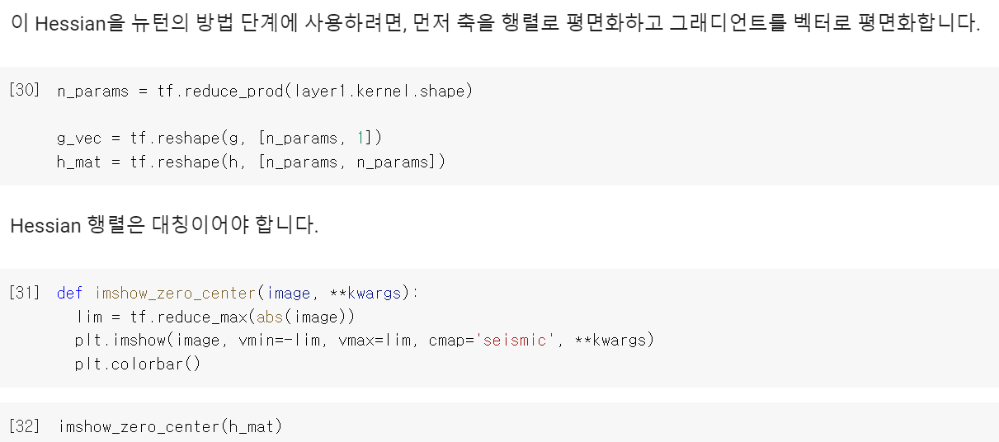 이 Hessian을 뉴턴의 방법 단계에 사용하려면, 먼저 축을 행렬로 평면화하고 그래디언트를 벡터로 평면화합니다.
[30] n_params = tf.reduce_prod(layer1.kernel.shape)
g_vec = tf.reshape(g, [n_params, 1])
h_mat = tf.reshape(h, [n_params, n_params])
Hessian 행렬은 대칭이어야 합니다.
[31] def imshow_zero_center(image, **kwargs):
lim = tf.reduce_max(abs(image))
plt.imshow(image, vmin=-lim, vmax=lim, cmap='seismic', **kwargs)
plt.colorbar()
[32] imshow_zero_center(h_mat)